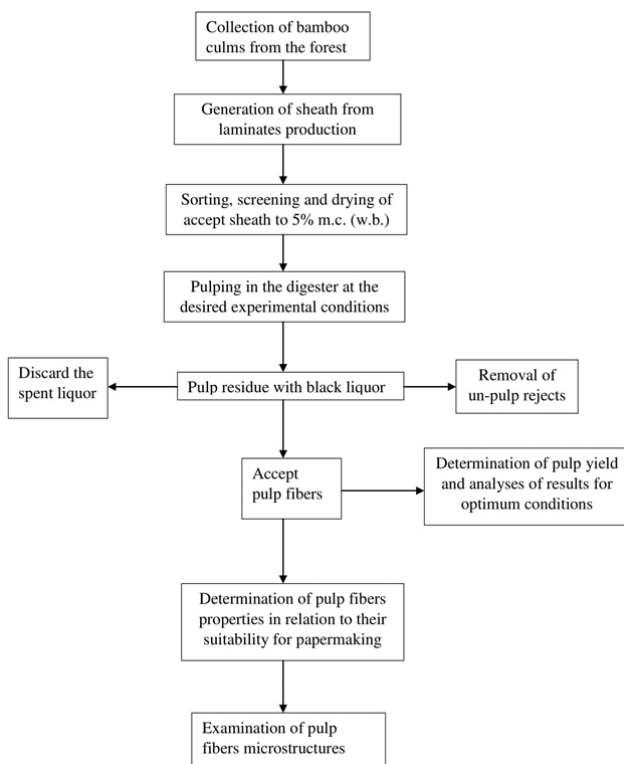 Collection of bamboo
culms from the forest
Generation of sheath from
laminates production
Sorting, screening and drying of
accept sheath to 5% m.c. (w.b.)
Pulping in the digester at the
desired experimental conditions
Discard the
spent liquor
Pulp residue with black liquor
Removal of
un-pulp rejects
Accept
pulp fibers
Determination of pulp yield
and analyses of results for
optimum conditions
Determination of pulp fibers
properties in relation to their
suitability for papermaking
Examination of pulp
fibers microstructures